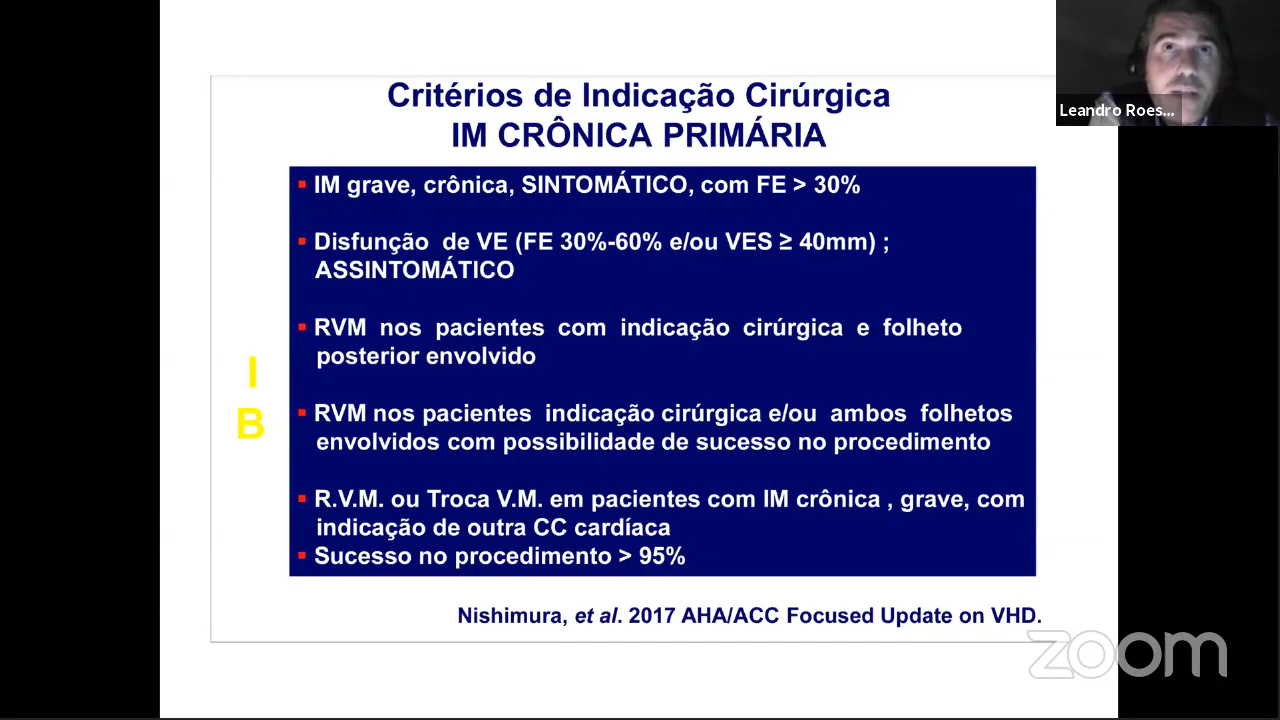 Critérios de Indicação Cirúrgica
IM CRÔNICA PRIMÁRIA
Leandro Roes...
IM grave, crônica, SINTOMÁTICO, com FE > 30%
Disfunção de VE (FE 30%-60% e/ou VES ≥ 40mm) ;
ASSINTOMÁTICO
RVM nos pacientes com indicação cirúrgica e folheto
posterior envolvido
I
B
RVM nos pacientes indicação cirúrgica e/ou ambos folhetos
envolvidos com possibilidade de sucesso no procedimento
R.V.M. ou Troca V.M. em pacientes com IM crônica , grave, com
indicação de outra CC cardíaca
Sucesso no procedimento > 95%
Nishimura, et al. 2017 AHA/ACC Focused Update on VHD.
zoom